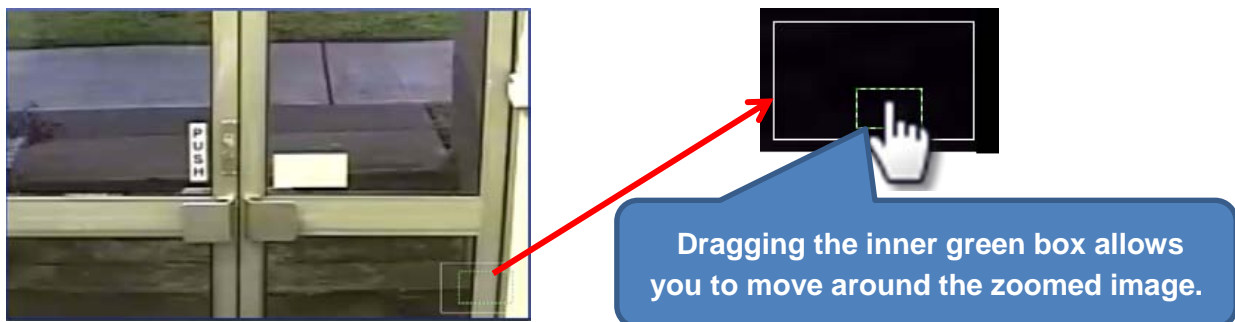 PUSH
Dragging the inner green box allows
you to move around the zoomed image.